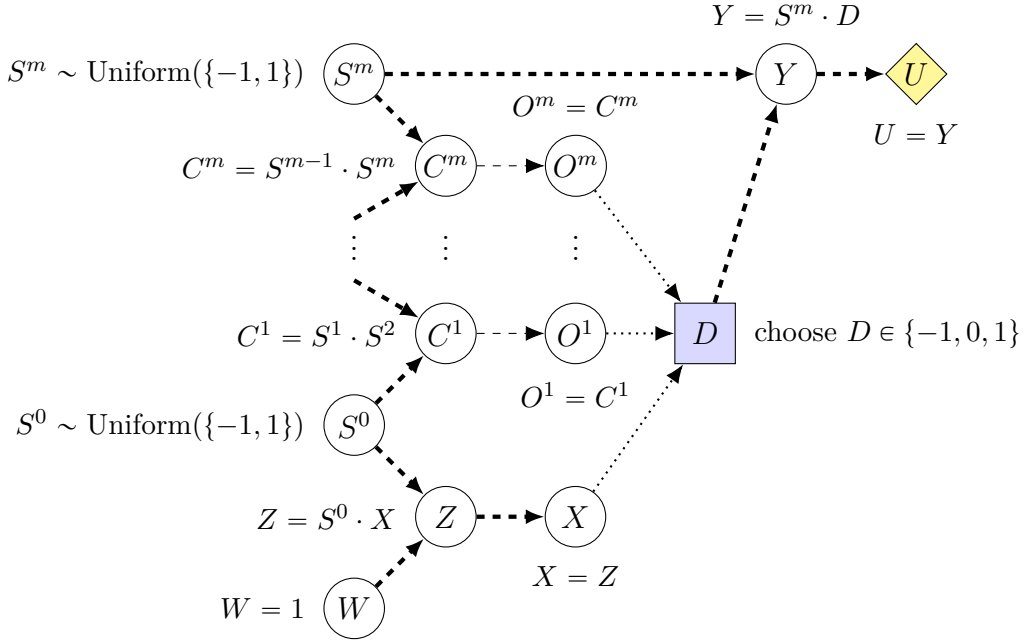 Y = S^m · D
S^m ∼ Uniform({−1, 1}) S^m Y U
O^m = C^m U = Y
C^m = S^{m−1} · S^m C^m O^m
⋮ ⋮ ⋮
C^1 = S^1 · S^2 C^1 O^1 D choose D ∈ {−1, 0, 1}
O^1 = C^1
S^0 ∼ Uniform({−1, 1}) S^0
Z = S^0 · X Z X
X = Z
W = 1 W